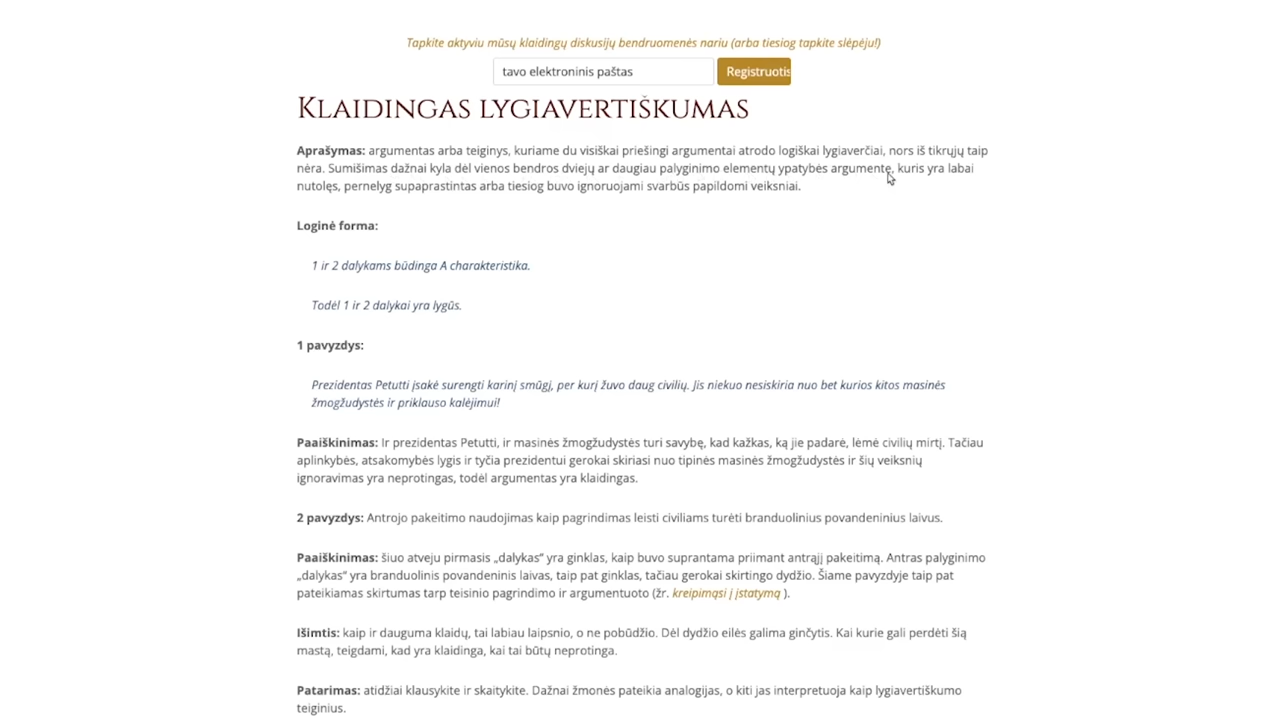 Tapkite aktyviu mūsų klaidingų diskusijų bendruomenės nariu (arba tiesiog tapkite slėpėju!)
tavo elektroninis paštas
Registruotis
Klaidingas lygiavertiškumas
Aprašymas: argumentas arba teiginys, kuriame du visiškai priešingi argumentai atrodo logiškai lygiaverčiai, nors iš tikrųjų taip
nėra. Sumišimas dažnai kyla dėl vienos bendros dviejų ar daugiau palyginimo elementų ypatybės argumente, kuris yra labai
nutolęs, pernelyg supaprastintas arba tiesiog buvo ignoruojami svarbūs papildomi veiksniai.
Loginė forma:
1 ir 2 dalykams būdinga A charakteristika.
Todėl 1 ir 2 dalykai yra lygūs.
1 pavyzdys:
Prezidentas Petutti įsakė surengti karinį smūgį, per kurį žuvo daug civilių. Jis niekuo nesiskiria nuo bet kurios kitos masinės
žmogžudystės ir priklauso kalėjimui!
Paaiškinimas: Ir prezidentas Petutti, ir masinės žmogžudystės turi savybę, kad kažkas, ką jie padarė, lėmė civilių mirtį. Tačiau
aplinkybės, atsakomybės lygis ir tyčia prezidentui gerokai skiriasi nuo tipinės masinės žmogžudystės ir šių veiksnių
ignoravimas yra neprotingas, todėl argumentas yra klaidingas.
2 pavyzdys: Antrojo pakeitimo naudojimas kaip pagrindimas leisti civiliams turėti branduolinius povandeninius laivus.
Paaiškinimas: šiuo atveju pirmasis „dalykas“ yra ginklas, kaip buvo suprantama priimant antrąjį pakeitimą. Antras palyginimo
„dalykas“ yra branduolinis povandeninis laivas, taip pat ginklas, tačiau gerokai skirtingo dydžio. Šiame pavyzdyje taip pat
pateikiamas skirtumas tarp teisinio pagrindimo ir argumentuoto (žr. kreipimąsi į įstatymą ).
Išimtis: kaip ir dauguma klaidų, tai labiau laipsnio, o ne pobūdžio. Dėl dydžio eilės galima ginčytis. Kai kurie gali perdėti šią
mastą, teigdami, kad yra klaidinga, kai tai būtų neprotinga.
Patarimas: atidžiai klausykite ir skaitykite. Dažnai žmonės pateikia analogijas, o kiti jas interpretuoja kaip lygiavertiškumo
teiginius.